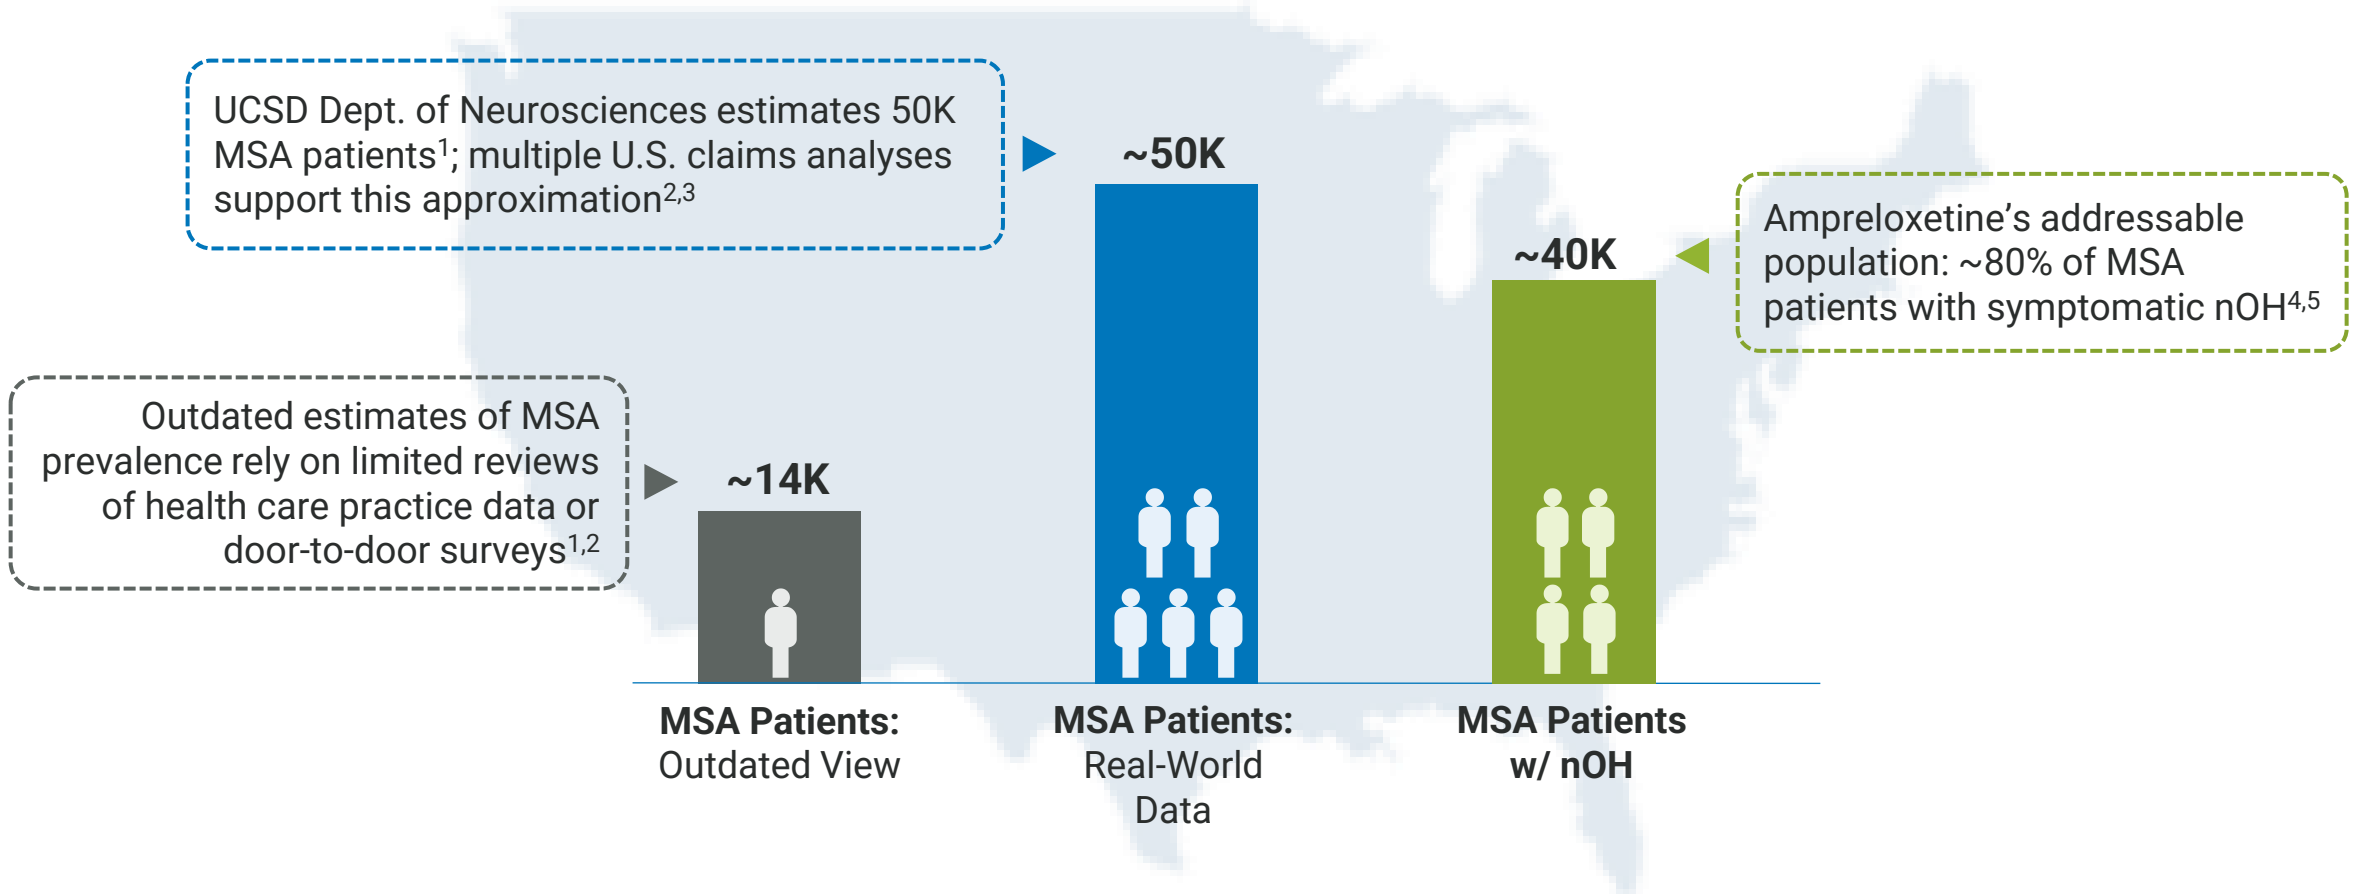 UCSD Dept. of Neurosciences estimates 50K
MSA patients¹; multiple U.S. claims analyses
support this approximation²,³
~50K
Ampreloxetine’s addressable
population: ~80% of MSA
patients with symptomatic nOH⁴,⁵
~40K
Outdated estimates of MSA
prevalence rely on limited reviews
of health care practice data or
door-to-door surveys¹,²
~14K
MSA Patients:
Outdated View
MSA Patients:
Real-World
Data
MSA Patients
w/ nOH